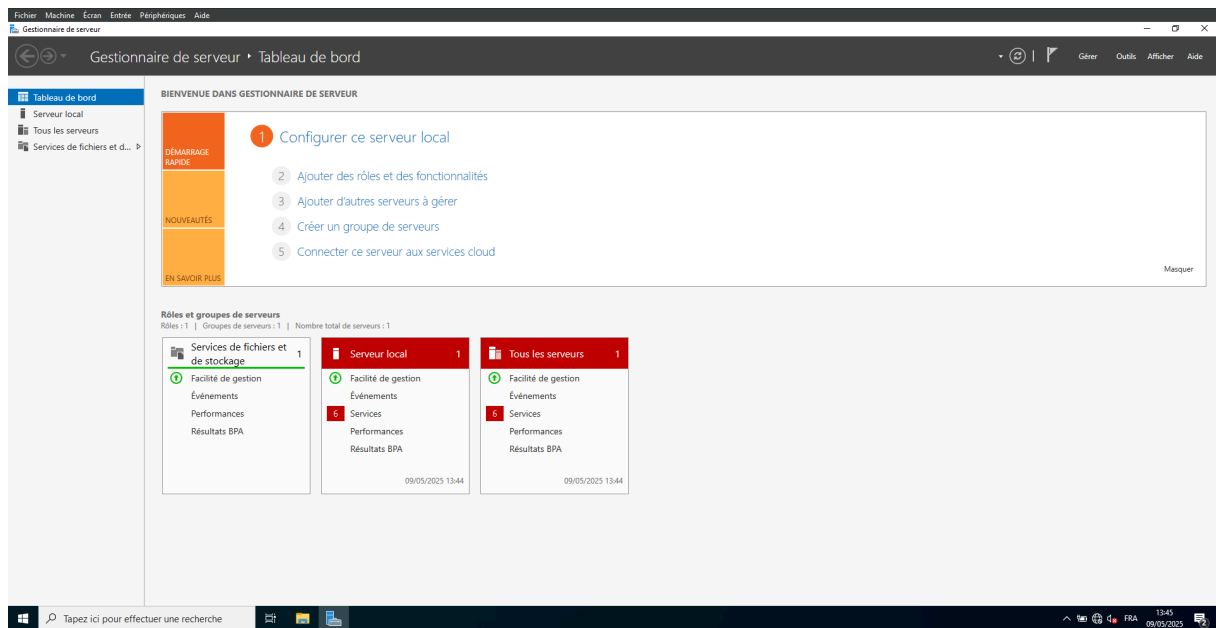 Fichier Machine Écran Entrée Périphériques Aide
Gestionnaire de serveur
Gestionnaire de serveur • Tableau de bord
Gérer Outils Afficher Aide
Tableau de bord
Serveur local
Tous les serveurs
Services de fichiers et d...
BIENVENUE DANS GESTIONNAIRE DE SERVEUR
DÉMARRAGE
RAPIDE
NOUVEAUTÉS
EN SAVOIR PLUS
1 Configurer ce serveur local
2 Ajouter des rôles et des fonctionnalités
3 Ajouter d'autres serveurs à gérer
4 Créer un groupe de serveurs
5 Connecter ce serveur aux services cloud
Masquer
Rôles et groupes de serveurs
Rôles : 1 | Groupes de serveurs : 1 | Nombre total de serveurs : 1
Services de fichiers et
de stockage
1
Facilité de gestion
Événements
Performances
Résultats BPA
Serveur local 1
Facilité de gestion
Événements
6 Services
Performances
Résultats BPA
09/05/2025 13:44
Tous les serveurs 1
Facilité de gestion
Événements
6 Services
Performances
Résultats BPA
09/05/2025 13:44
Tapez ici pour effectuer une recherche
FRA
13:45
09/05/2025
2